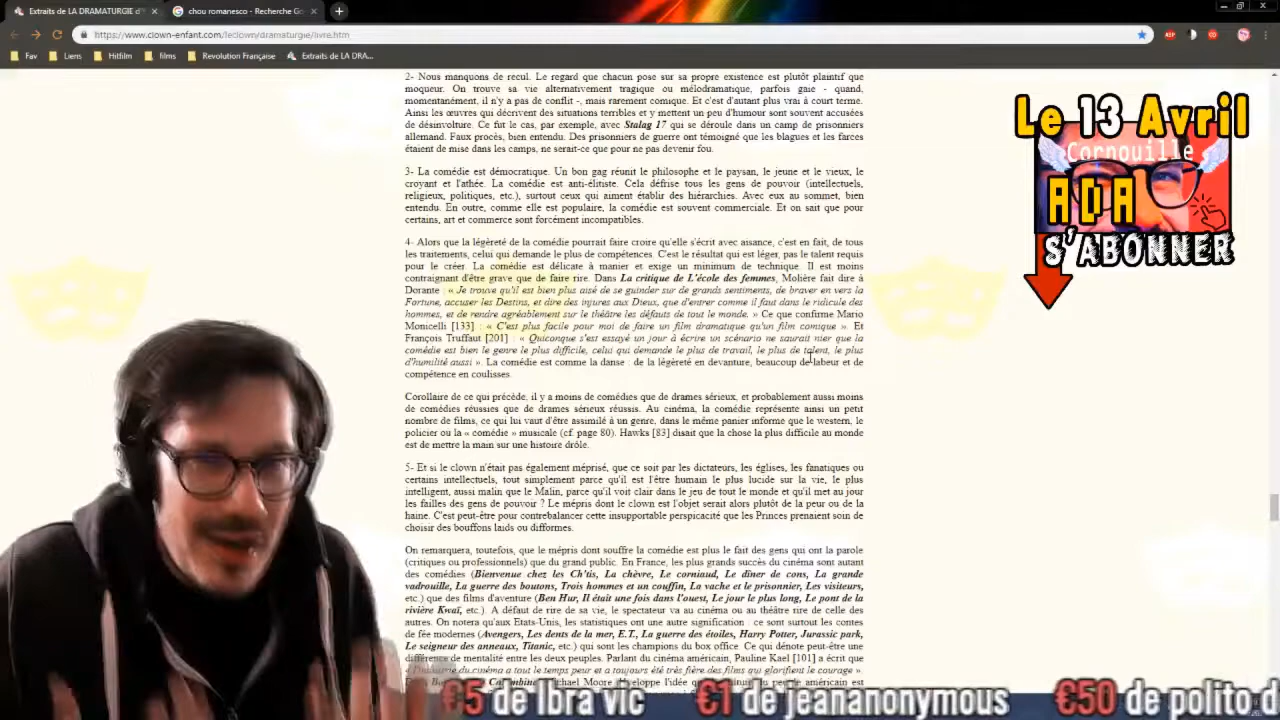 Extraits de LA DRAMATURGIE d'
chou romanesco - Recherche Go
https://www.clown-enfant.com/leclown/dramaturgie/livre.htm
Fav Liens Hitfilm films Revolution Française Extraits de LA DRA...
2- Nous manquons de recul. Le regard que chacun pose sur sa propre existence est plutôt plaintif que
moqueur. On trouve sa vie alternativement tragique ou mélodramatique, parfois gaie - quand,
momentanément, il n'y a pas de conflit -, mais rarement comique. Et c'est d'autant plus vrai à court terme.
Ainsi les œuvres qui décrivent des situations terribles et y mettent un peu d'humour sont souvent accusées
de désinvolture. Ce fut le cas, par exemple, avec Stalag 17 qui se déroule dans un camp de prisonniers
allemand. Faux procès, bien entendu. Des prisonniers de guerre ont témoigné que les blagues et les farces
étaient de mise dans les camps, ne serait-ce que pour ne pas devenir fou.
3- La comédie est démocratique. Un bon gag réunit le philosophe et le paysan, le jeune et le vieux, le
croyant et l'athée. La comédie est anti-élitiste. Cela défrise tous les gens de pouvoir (intellectuels,
religieux, politiques, etc.), surtout ceux qui aiment établir des hiérarchies. Avec eux au sommet, bien
entendu. En outre, comme elle est populaire, la comédie est souvent commerciale. Et on sait que pour
certains, art et commerce sont forcément incompatibles.
4- Alors que la légèreté de la comédie pourrait faire croire qu'elle s'écrit avec aisance, c'est en fait, de tous
les traitements, celui qui demande le plus de compétences. C'est le résultat qui est léger, pas le talent requis
pour le créer. La comédie est délicate à manier et exige un minimum de technique. Il est moins
contraignant d'être grave que de faire rire. Dans La critique de L'école des femmes, Molière fait dire à
Dorante : « Je trouve qu'il est bien plus aisé de se guinder sur de grands sentiments, de braver en vers la
Fortune, accuser les Destins, et dire des injures aux Dieux, que d'entrer comme il faut dans le ridicule des
hommes, et de rendre agréablement sur le théâtre les défauts de tout le monde. » Ce que confirme Mario
Monicelli [133] : « C'est plus facile pour moi de faire un film dramatique qu'un film comique ». Et
François Truffaut [201] : « Quiconque s'est essayé un jour à écrire un scénario ne saurait nier que la
comédie est bien le genre le plus difficile, celui qui demande le plus de travail, le plus de talent, le plus
d'humilité aussi ». La comédie est comme la danse : de la légèreté en devanture, beaucoup de labeur et de
compétence en coulisses.
Corollaire de ce qui précède, il y a moins de comédies que de drames sérieux, et probablement aussi moins
de comédies réussies que de drames sérieux réussis. Au cinéma, la comédie représente ainsi un petit
nombre de films, ce qui lui vaut d'être assimilé à un genre, dans le même panier informe que le western, le
policier ou la « comédie » musicale (cf. page 80). Hawks [83] disait que la chose la plus difficile au monde
est de mettre la main sur une histoire drôle.
5- Et si le clown n'était pas également méprisé, que ce soit par les dictateurs, les églises, les fanatiques ou
certains intellectuels, tout simplement parce qu'il est l'être humain le plus lucide sur la vie, le plus
intelligent, aussi malin que le Malin, parce qu'il voit clair dans le jeu de tout le monde et qu'il met au jour
les failles des gens de pouvoir ? Le mépris dont le clown est l'objet serait alors plutôt de la peur ou de la
haine. C'est peut-être pour contrebalancer cette insupportable perspicacité que les Princes prenaient soin de
choisir des bouffons laids ou difformes.
On remarquera, toutefois, que le mépris dont souffre la comédie est plus le fait des gens qui ont la parole
(critiques ou professionnels) que du grand public. En France, les plus grands succès du cinéma sont autant
des comédies (Bienvenue chez les Ch'tis, La chèvre, Le corniaud, Le dîner de cons, La grande
vadrouille, La guerre des boutons, Trois hommes et un couffin, La vache et le prisonnier, Les visiteurs,
etc.) que des films d'aventure (Ben Hur, Il était une fois dans l'ouest, Le jour le plus long, Le pont de la
rivière Kwaï, etc.). A défaut de rire de sa vie, le spectateur va au cinéma ou au théâtre rire de celle des
autres. On notera qu'aux Etats-Unis, les statistiques ont une autre signification : ce sont surtout les contes
de fée modernes (Avengers, Les dents de la mer, E.T., La guerre des étoiles, Harry Potter, Jurassic park,
Le seigneur des anneaux, Titanic, etc.) qui sont les champions du box office. Ce qui dénote peut-être une
différence de mentalité entre les deux peuples. Parlant du cinéma américain, Pauline Kael [101] a écrit que
du cinéma a tout le temps peur et a toujours été très fière des films qui glorifient le courage »
Le 13 Avril
Cornouille
ADA
S'ABONNER
€5 de Ibra vic €1 de jeananonymous €50 de polito d